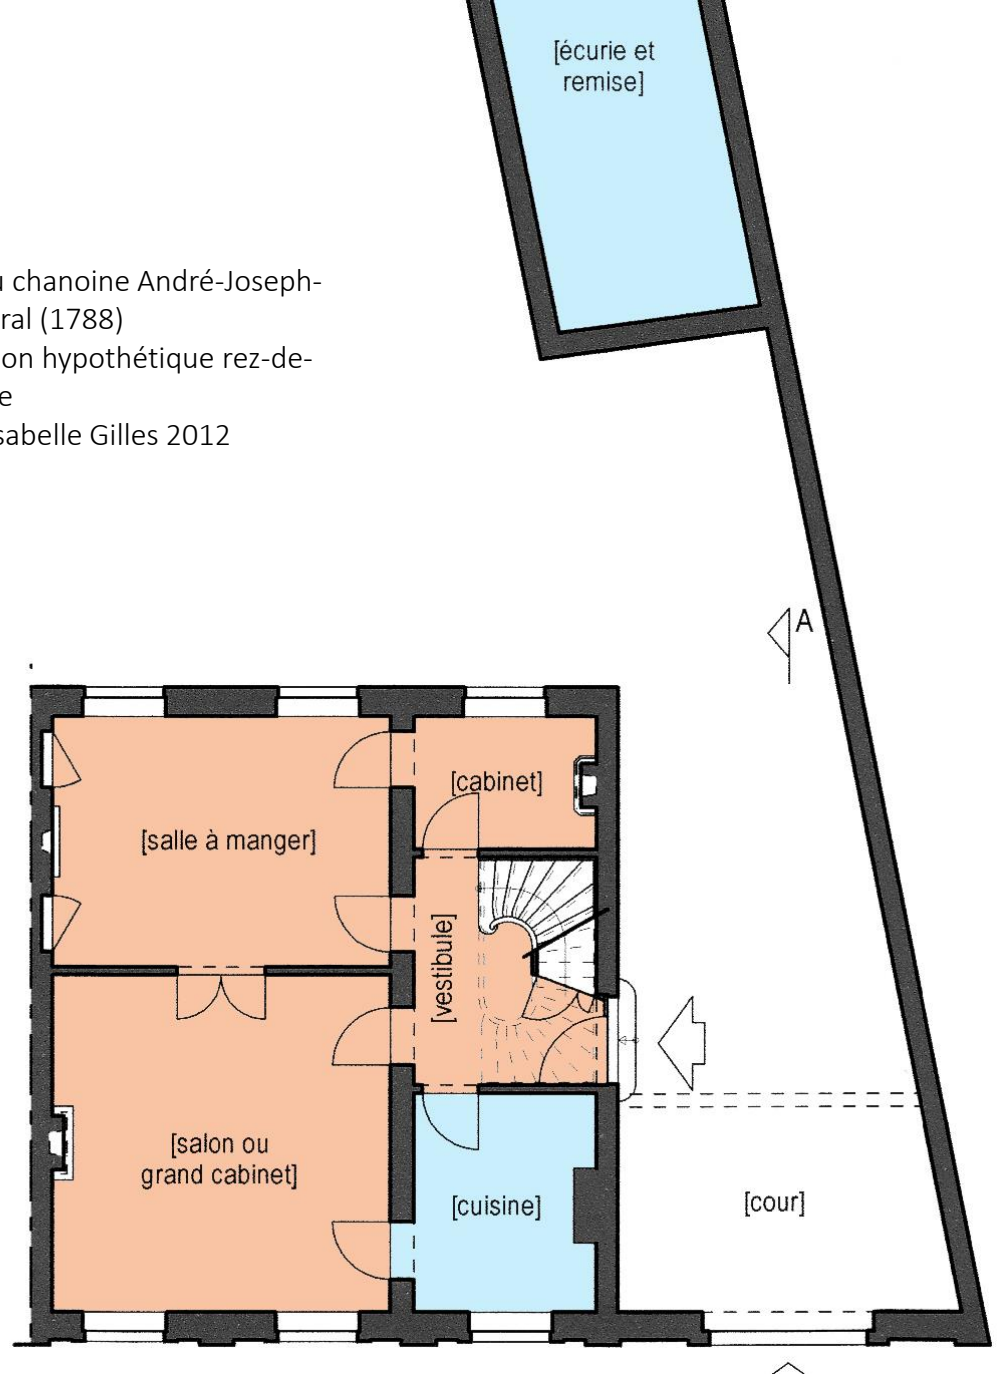 [écurie et
remise]
u chanoine André-Joseph-
ral (1788)
on hypothétique rez-de-
e
sabelle Gilles 2012
A
[cabinet]
[salle à manger]
[vestibule]
[salon ou
grand cabinet]
[cuisine]
[cour]